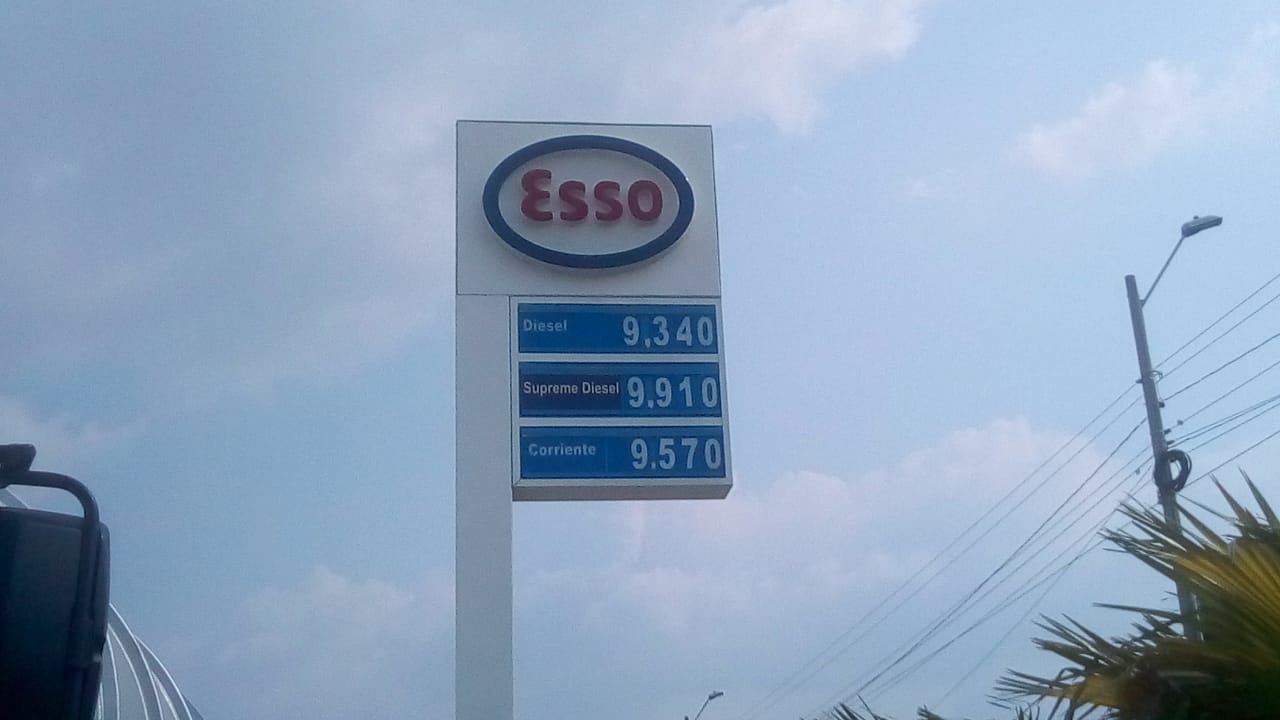 Esso
Diesel 9.340
Supreme Diesel 9.910
Corriente 9.570